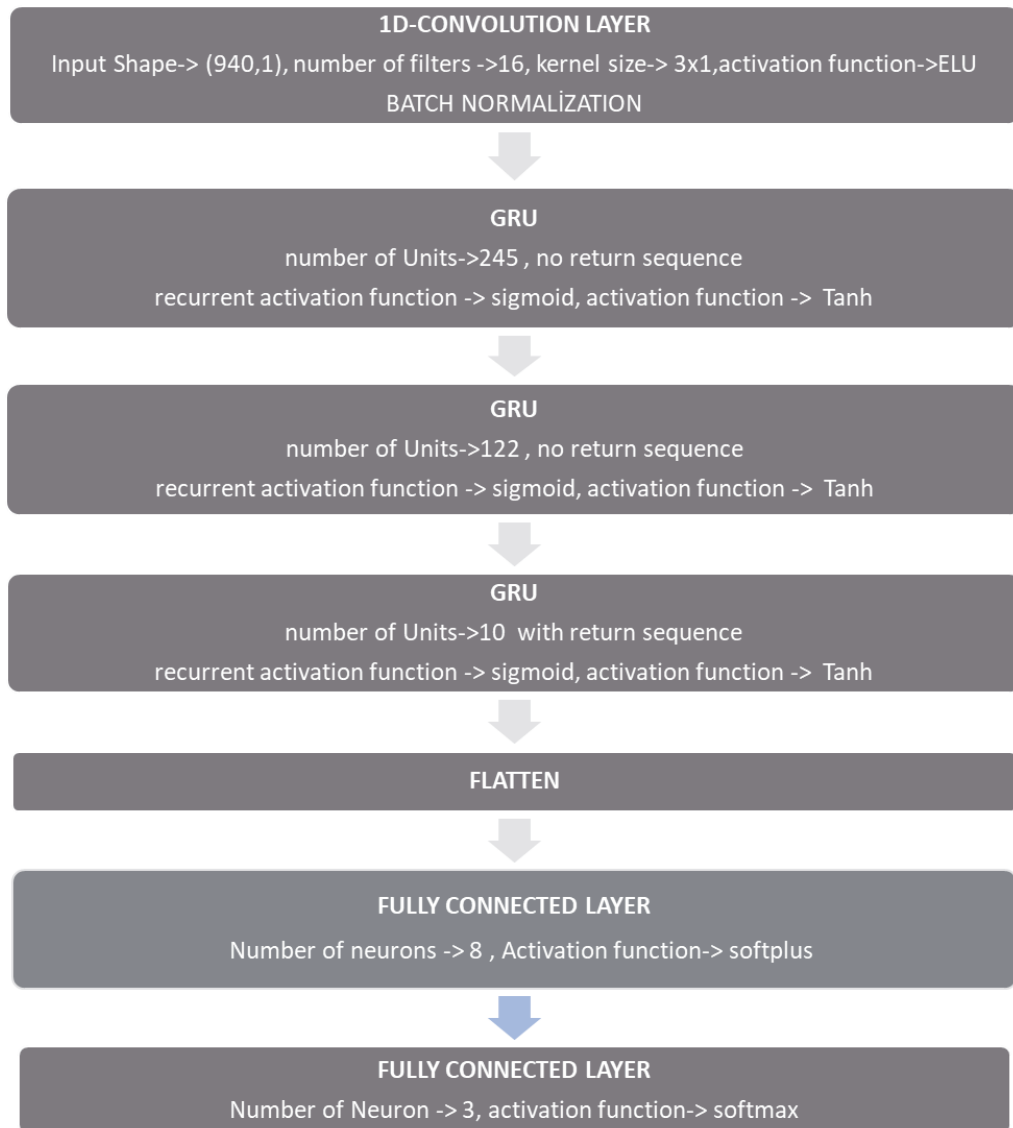 1D-CONVOLUTION LAYER
Input Shape-> (940,1), number of filters ->16, kernel size-> 3x1,activation function->ELU
BATCH NORMALİZATION
GRU
number of Units->245 , no return sequence
recurrent activation function -> sigmoid, activation function -> Tanh
GRU
number of Units->122 , no return sequence
recurrent activation function -> sigmoid, activation function -> Tanh
GRU
number of Units->10 with return sequence
recurrent activation function -> sigmoid, activation function -> Tanh
FLATTEN
FULLY CONNECTED LAYER
Number of neurons -> 8 , Activation function-> softplus
FULLY CONNECTED LAYER
Number of Neuron -> 3, activation function-> softmax